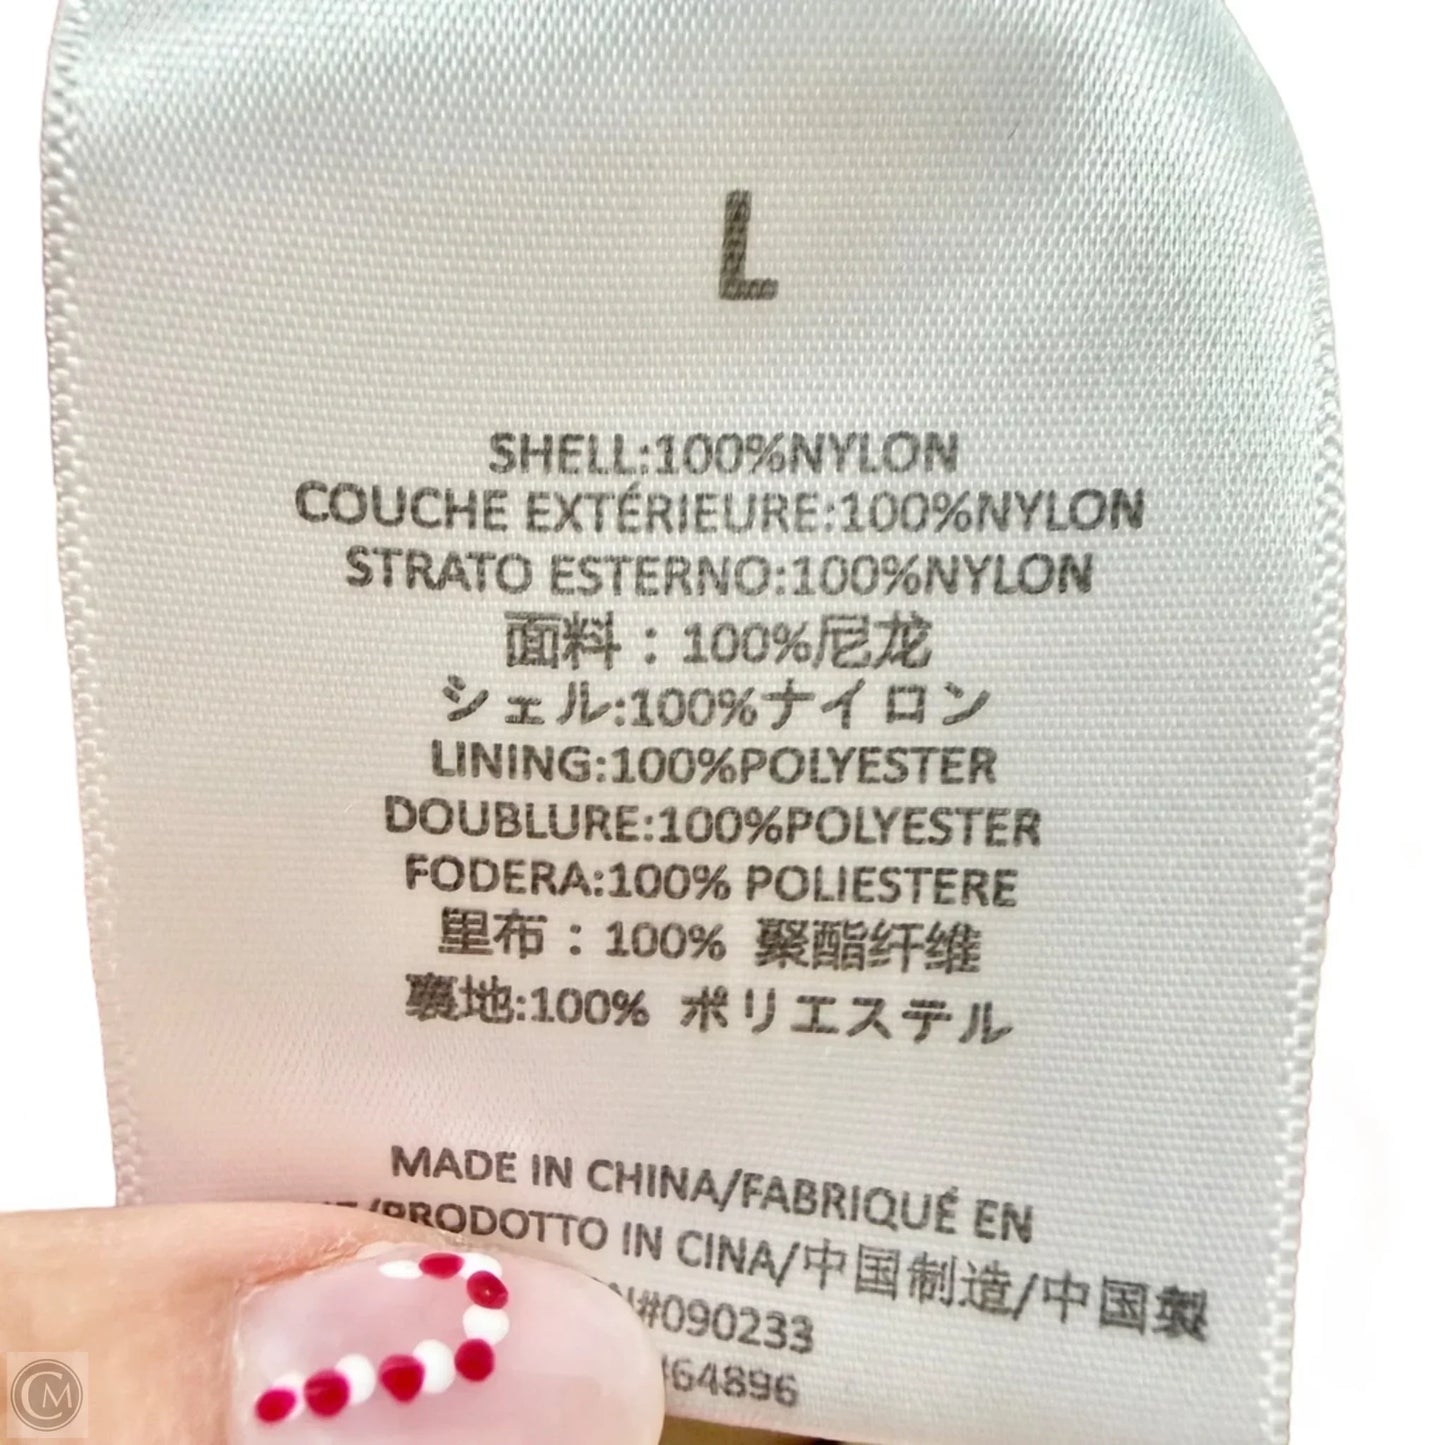 L
SHELL:100%NYLON
COUCHE EXTÉRIEURE:100%NYLON
STRATO ESTERNO:100%NYLON
面料：100%尼龙
シェル:100%ナイロン
LINING:100%POLYESTER
DOUBLURE:100%POLYESTER
FODERA:100% POLIESTERE
里布：100% 聚酯纤维
裏地:100% ポリエステル
MADE IN CHINA/FABRIQUÉ EN
/PRODOTTO IN CINA/中国制造/中国製
#090233
#64896
CM